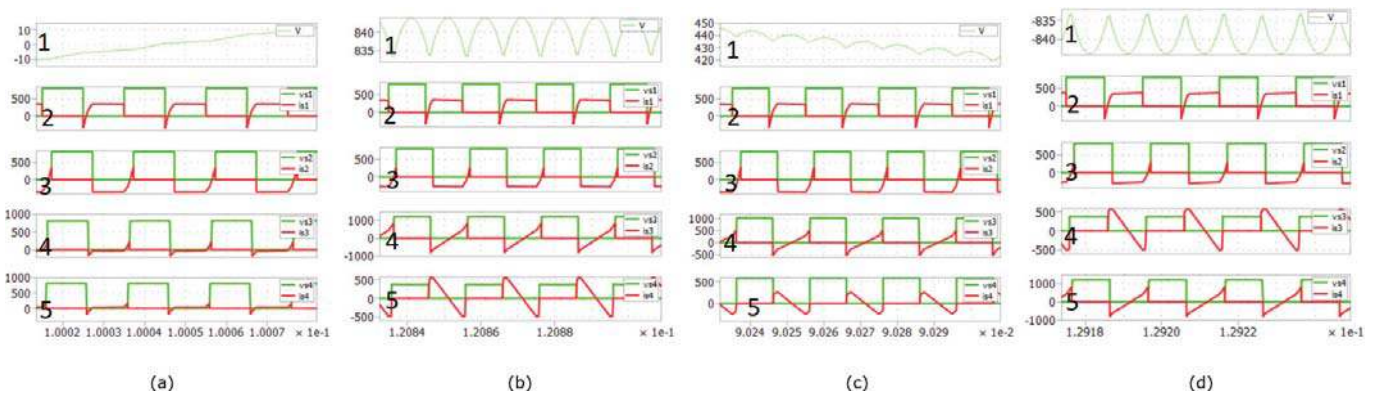 10
0
-10
1
V
500
0
2
vs1
is1
500
0
3
vs2
is2
1000
500
0
4
vs3
is3
1000
500
0
5
vs4
is4
1.0002 1.0003 1.0004 1.0005 1.0006 1.0007 × 1e-1
(a)
840
835
1
V
500
0
2
vs1
is1
500
0
3
vs2
is2
1000
0
-1000
4
vs3
is3
500
0
-500
5
vs4
is4
1.2084 1.2086 1.2088 × 1e-1
(b)
450
440
430
420
1
V
500
0
2
vs1
is1
500
0
3
vs2
is2
1000
500
0
-500
4
vs3
is3
500
0
5
vs4
is4
9.024 9.025 9.026 9.027 9.028 9.029 × 1e-2
(c)
-835
-840
1
V
500
0
2
vs1
is1
500
0
3
vs2
is2
500
0
-500
4
vs3
is3
1000
0
-1000
5
vs4
is4
1.2918 1.2920 1.2922 × 1e-1
(d)